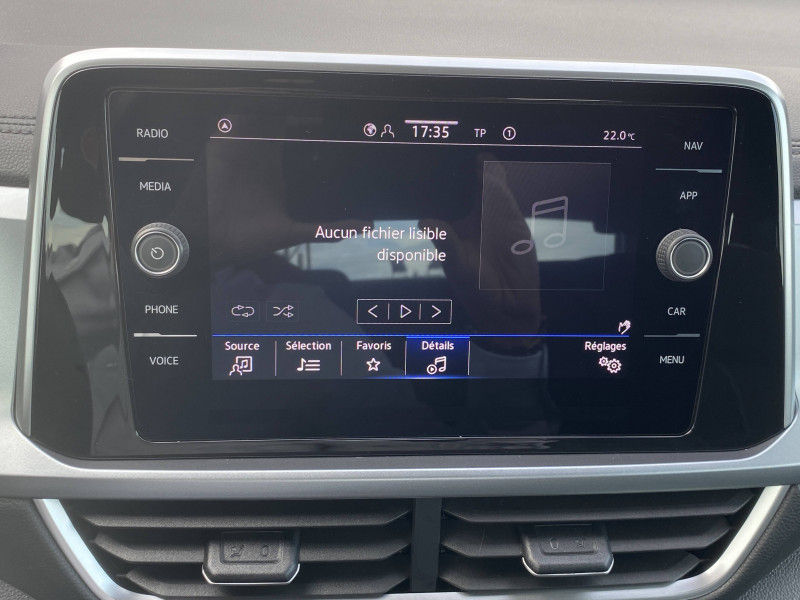 RADIO
MEDIA
PHONE
VOICE
17:35 TP 1 22.0°C
Aucun fichier lisible
disponible
Source Sélection Favoris Détails Réglages
NAV
APP
CAR
MENU